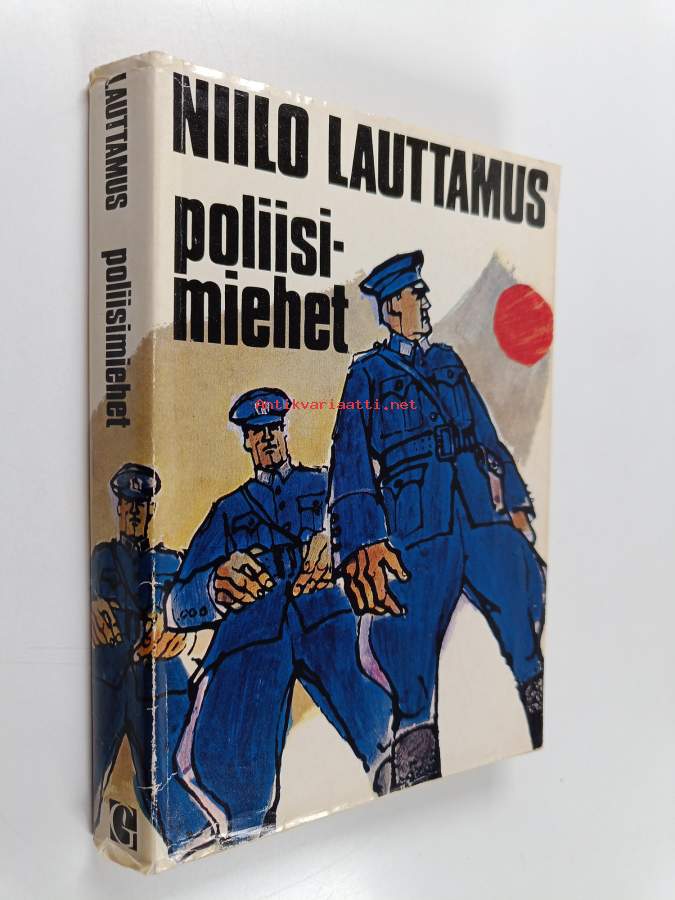 NIILO LAUTTAMUS
poliisi-
miehet
LAUTTAMUS poliisimiehet
Antikvariaatti.net
G